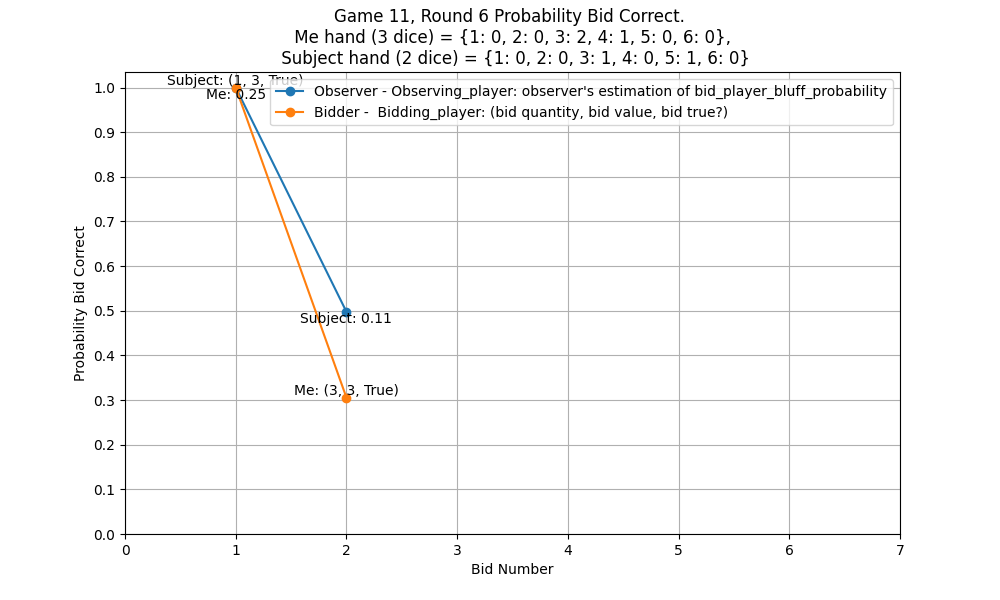 Game 11, Round 6 Probability Bid Correct.
Me hand (3 dice) = {1: 0, 2: 0, 3: 2, 4: 1, 5: 0, 6: 0},
Subject hand (2 dice) = {1: 0, 2: 0, 3: 1, 4: 0, 5: 1, 6: 0}
Subject: (1, 3, True)
Me: 0.25
Observer - Observing_player: observer's estimation of bid_player_bluff_probability
Bidder -  Bidding_player: (bid quantity, bid value, bid true?)
1.0
0.9
0.8
0.7
0.6
0.5
0.4
0.3
0.2
0.1
0.0
Probability Bid Correct
Subject: 0.11
Me: (3, 3, True)
0 1 2 3 4 5 6 7
Bid Number